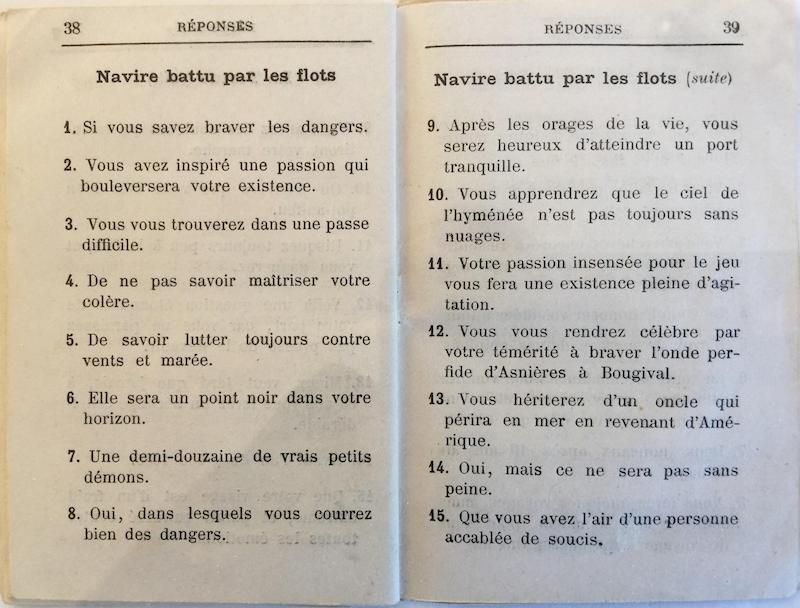 38 RÉPONSES
Navire battu par les flots
1. Si vous savez braver les dangers.
2. Vous avez inspiré une passion qui
bouleversera votre existence.
3. Vous vous trouverez dans une passe
difficile.
4. De ne pas savoir maîtriser votre
colère.
5. De savoir lutter toujours contre
vents et marée.
6. Elle sera un point noir dans votre
horizon.
7. Une demi-douzaine de vrais petits
démons.
8. Oui, dans lesquels vous courrez
bien des dangers.
RÉPONSES 39
Navire battu par les flots (suite)
9. Après les orages de la vie, vous
serez heureux d'atteindre un port
tranquille.
10. Vous apprendrez que le ciel de
l'hyménée n'est pas toujours sans
nuages.
11. Votre passion insensée pour le jeu
vous fera une existence pleine d'agi-
tation.
12. Vous vous rendrez célèbre par
votre témérité à braver l'onde per-
fide d'Asnières à Bougival.
13. Vous hériterez d'un oncle qui
périra en mer en revenant d'Amé-
rique.
14. Oui, mais ce ne sera pas sans
peine.
15. Que vous avez l'air d'une personne
accablée de soucis.